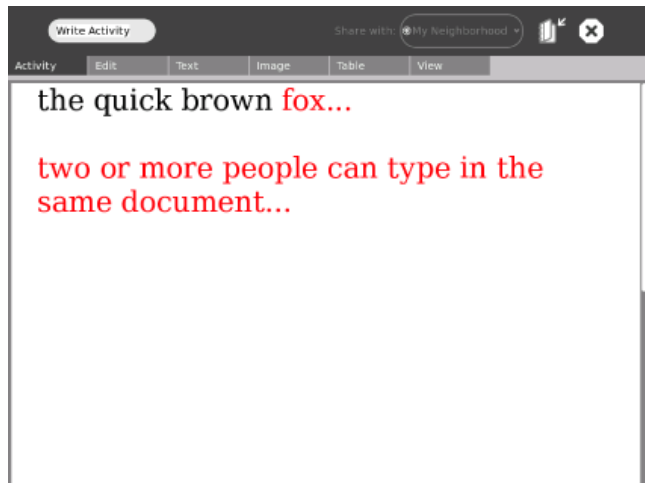 Write Activity Share with: My Neighborhood
Activity Edit Text Image Table View
the quick brown fox...
two or more people can type in the
same document...